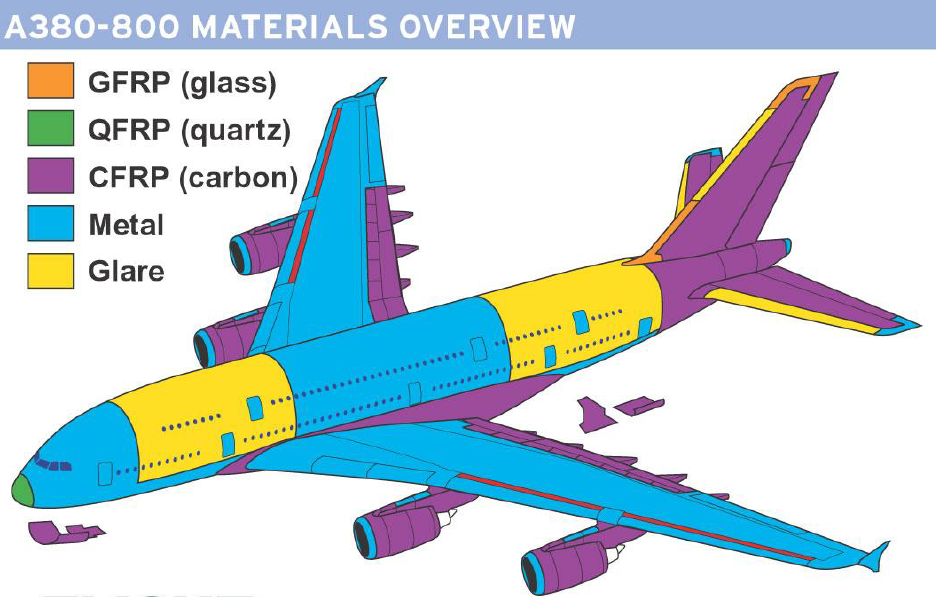 A380-800 MATERIALS OVERVIEW
GFRP (glass)
QFRP (quartz)
CFRP (carbon)
Metal
Glare